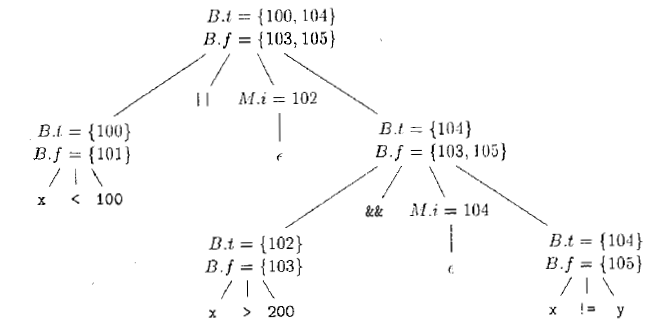 B.t = {100, 104}
B.f = {103, 105}
|| M.i = 102
B.t = {100}
B.f = {101}
ϵ
B.t = {104}
B.f = {103, 105}
x < 100
&& M.i = 104
B.t = {102}
B.f = {103}
ϵ
B.t = {104}
B.f = {105}
x > 200
x != y